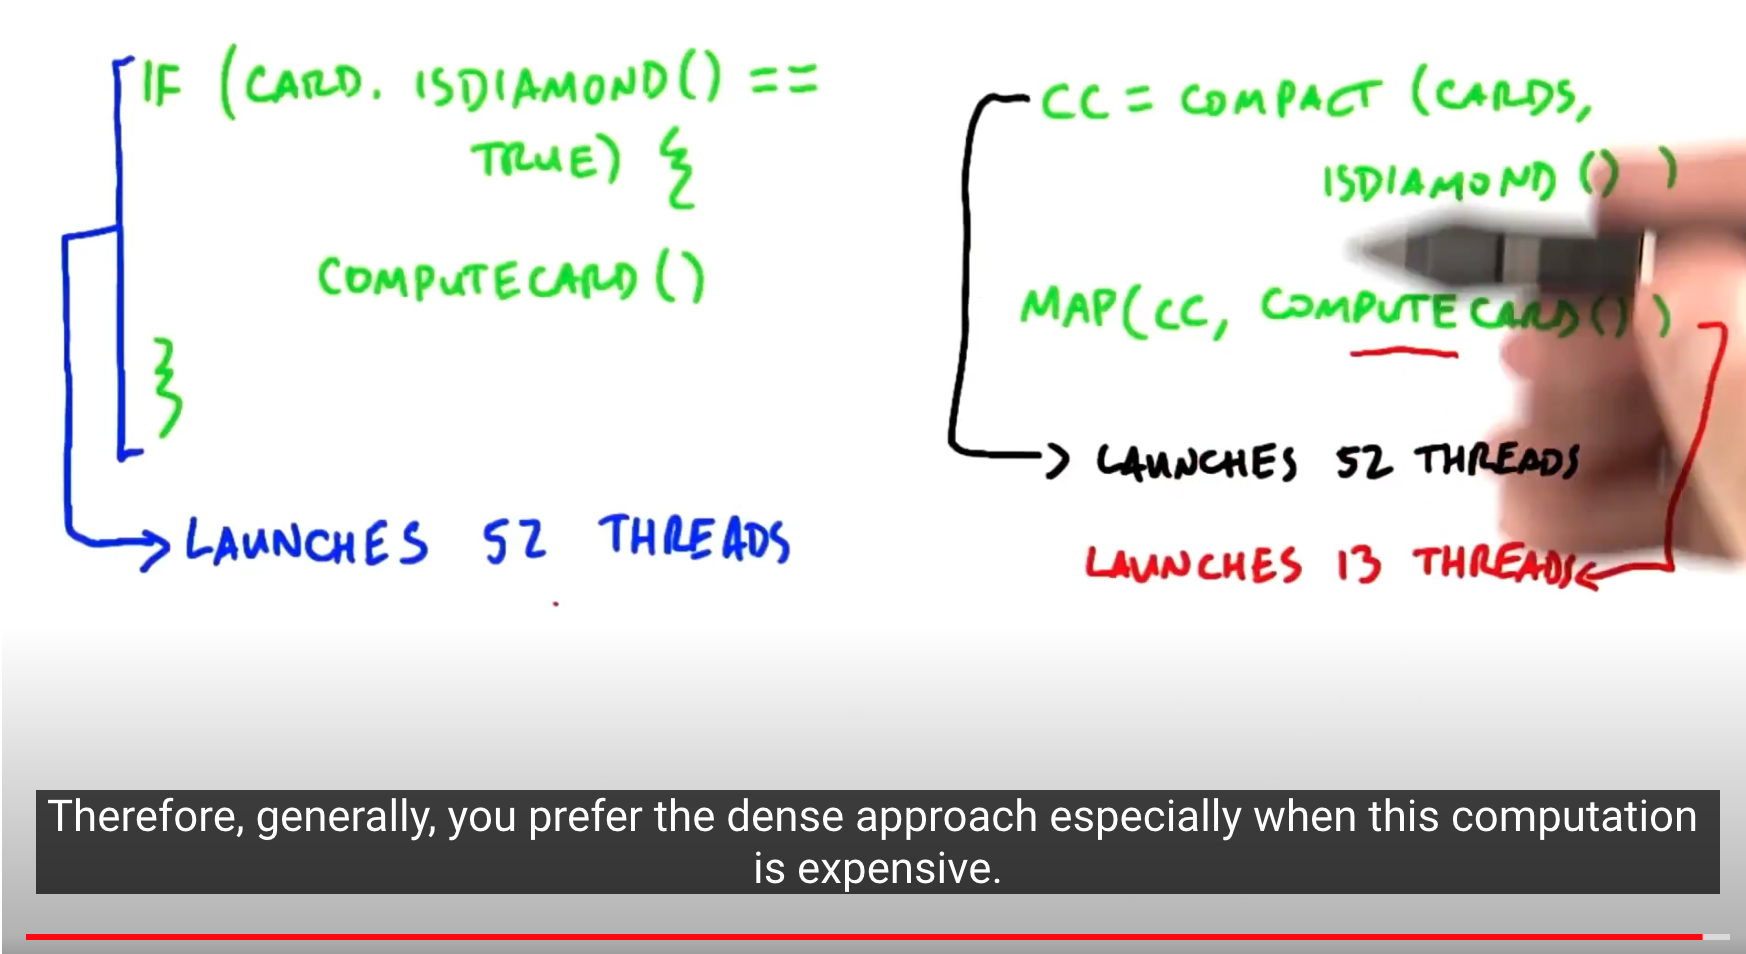 IF (CARD. ISDIAMOND() ==
TRUE) {
COMPUTECARD()
}
LAUNCHES 52 THREADS
CC = COMPACT (CARDS,
ISDIAMOND () )
MAP(CC, COMPUTECARD())
LAUNCHES 52 THREADS
LAUNCHES 13 THREADS
Therefore, generally, you prefer the dense approach especially when this computation
is expensive.